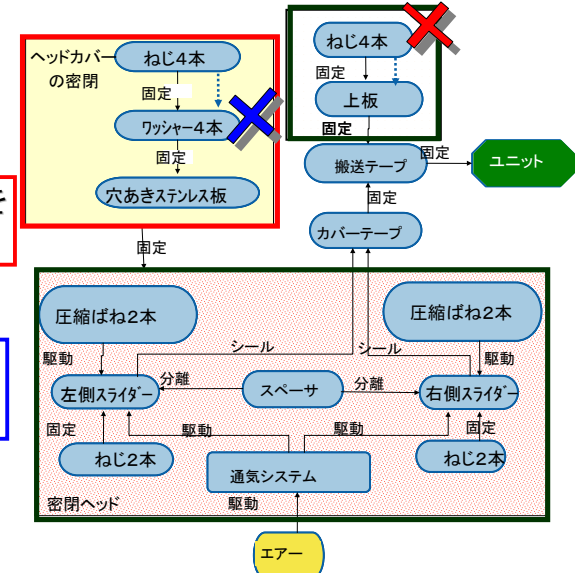 ヘッドカバー
の密閉
ねじ4本
固定
ワッシャー4本
固定
穴あきステンレス板
固定
ねじ4本
固定
上板
固定
搬送テープ
固定
ユニット
固定
カバーテープ
を
圧縮ばね2本
圧縮ばね2本
シール
シール
駆動
駆動
左側スライダー
分離
スペーサ
分離
右側スライダー
固定
駆動
駆動
固定
ねじ2本
ねじ2本
通気システム
密閉ヘッド
駆動
エアー